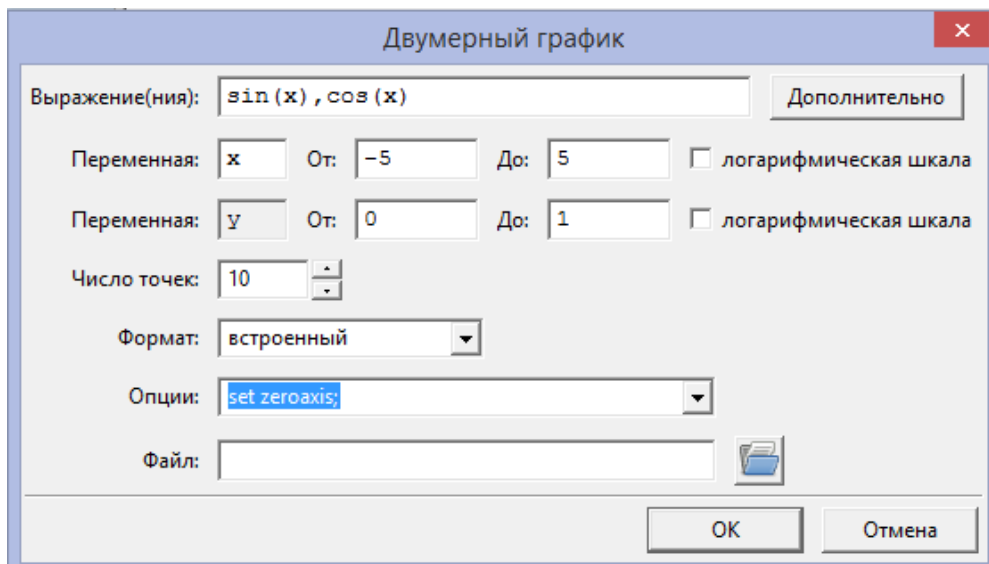 Двумерный график
Выражение(ния): sin(x),cos(x) Дополнительно
Переменная: x От: -5 До: 5 логарифмическая шкала
Переменная: y От: 0 До: 1 логарифмическая шкала
Число точек: 10
Формат: встроенный
Опции: set zeroaxis;
Файл:
OK Отмена